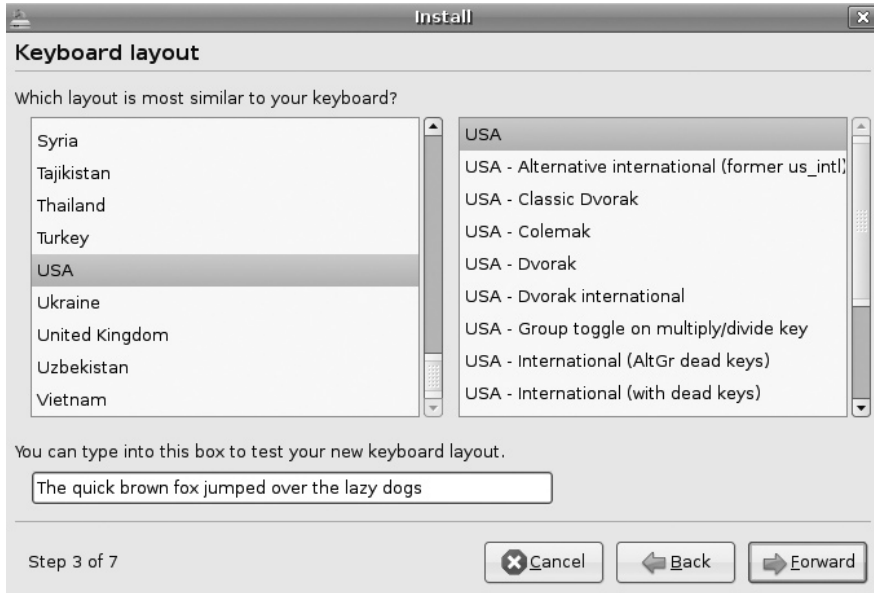 Install
Keyboard layout
Which layout is most similar to your keyboard?
Syria
Tajikistan
Thailand
Turkey
USA
Ukraine
United Kingdom
Uzbekistan
Vietnam
USA
USA - Alternative international (former us_intl)
USA - Classic Dvorak
USA - Colemak
USA - Dvorak
USA - Dvorak international
USA - Group toggle on multiply/divide key
USA - International (AltGr dead keys)
USA - International (with dead keys)
You can type into this box to test your new keyboard layout.
The quick brown fox jumped over the lazy dogs
Step 3 of 7
Cancel
Back
Forward